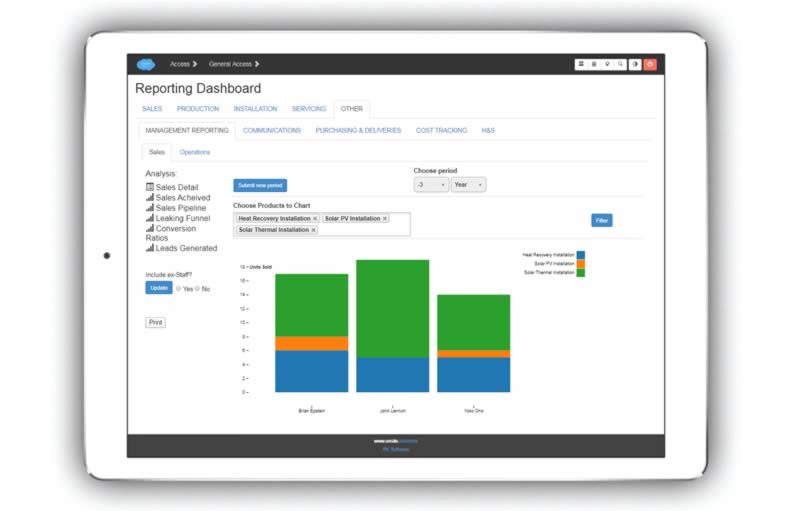 Access
General Access
Reporting Dashboard
SALES PRODUCTION INSTALLATION SERVICING OTHER
MANAGEMENT REPORTING COMMUNICATIONS PURCHASING & DELIVERIES COST TRACKING H&S
Sales Operations
Analysis:
Sales Detail
Sales Acheived
Sales Pipeline
Leaking Funnel
Conversion
Ratios
Leads Generated
Include ex-Staff?
Update Yes No
Print
Submit new period
Choose period
-3 Year
Choose Products to Chart
Heat Recovery Installation × Solar PV Installation ×
Solar Thermal Installation ×
Filter
Heat Recovery Installation
Solar PV Installation
Solar Thermal Installation
Units Sold
16
14
12
10
8
6
4
2
0
Brian Epstein John Lennon Yoko Ono